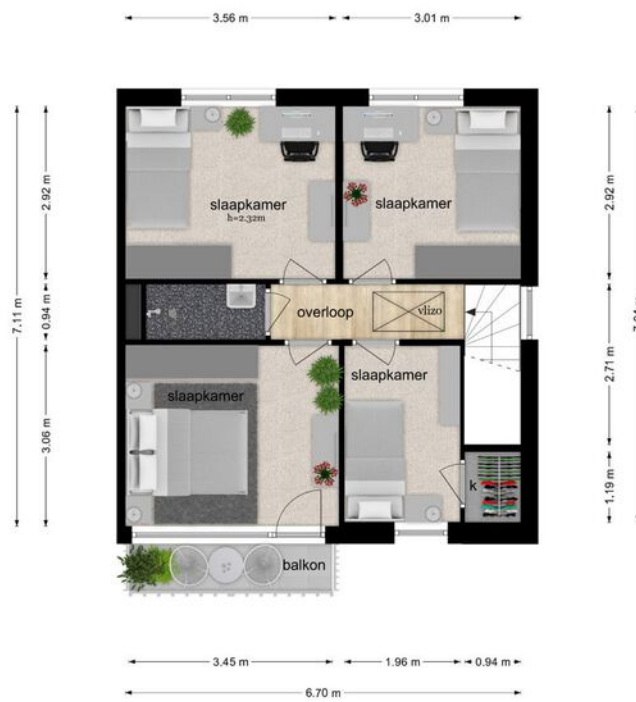 3.56 m
3.01 m
2.92 m
2.92 m
slaapkamer
h=2.32m
slaapkamer
7.11 m
0.94 m
overloop
vlizo
2.71 m
slaapkamer
slaapkamer
3.06 m
k
1.19 m
balkon
3.45 m
1.96 m
0.94 m
6.70 m